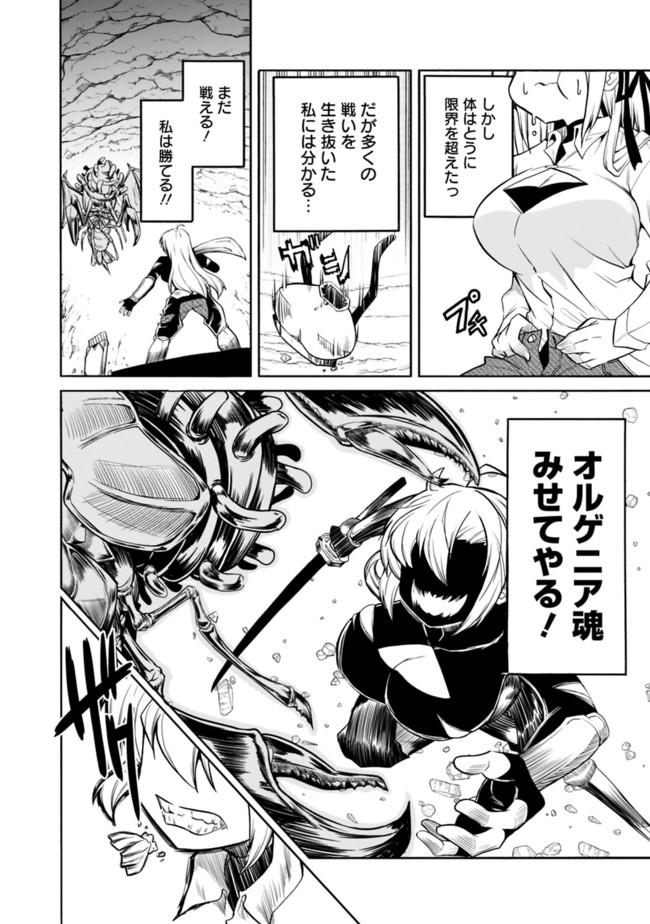 しかし
体はとうに
限界を超えたっ
プチ
だが多くの
戦いを
生き抜いた
私には分かる…
ガシ
まだ
戦える！
私は勝てる！！
オルゲニア魂
みせてやる！